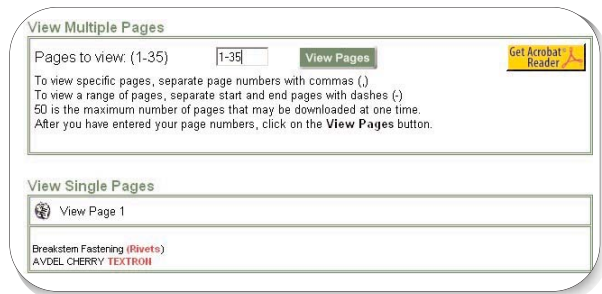 View Multiple Pages
Pages to view: (1-35) 1-35 View Pages Get Acrobat® Reader
To view specific pages, separate page numbers with commas (,)
To view a range of pages, separate start and end pages with dashes (-)
50 is the maximum number of pages that may be downloaded at one time.
After you have entered your page numbers, click on the View Pages button.
View Single Pages
View Page 1
Breakstem Fastening (Rivets)
AVDEL CHERRY TEXTRON